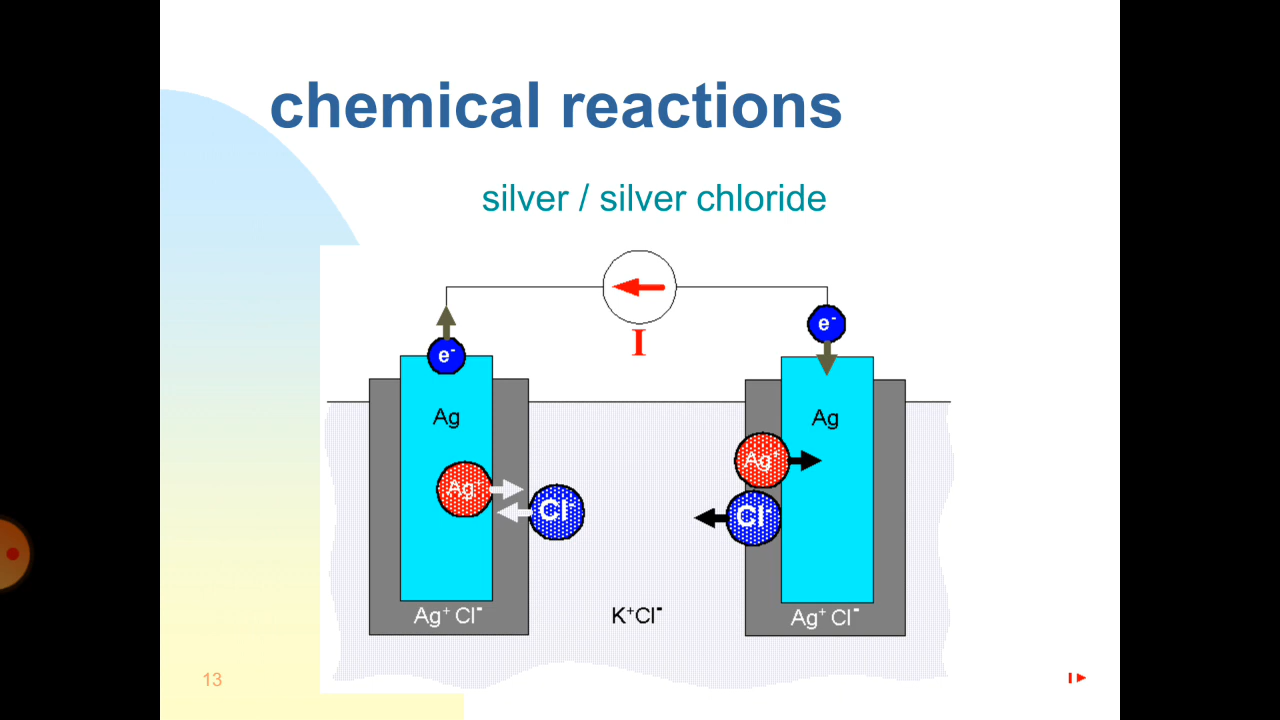 chemical reactions
silver / silver chloride
I
e⁻ e⁻
Ag Ag
Ag⁺ Ag⁺
Cl Cl
Ag⁺ Cl⁻ K⁺Cl⁻ Ag⁺ Cl⁻
13